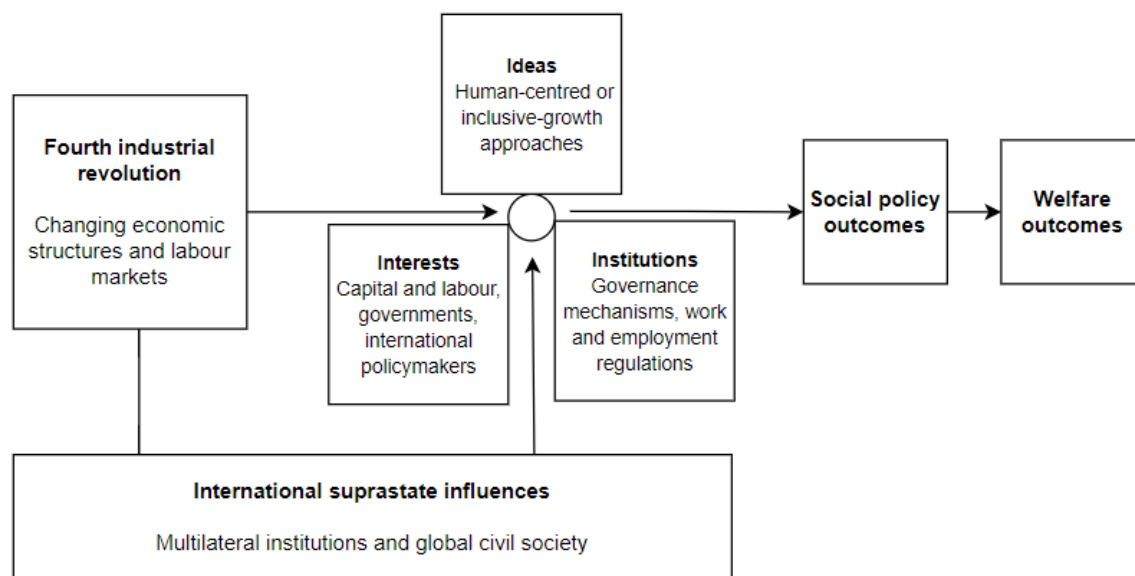 Fourth industrial
revolution
Changing economic
structures and labour
markets
Ideas
Human-centred or
inclusive-growth
approaches
Interests
Capital and labour,
governments,
international
policymakers
Institutions
Governance
mechanisms, work
and employment
regulations
Social policy
outcomes
Welfare
outcomes
International suprastate influences
Multilateral institutions and global civil society